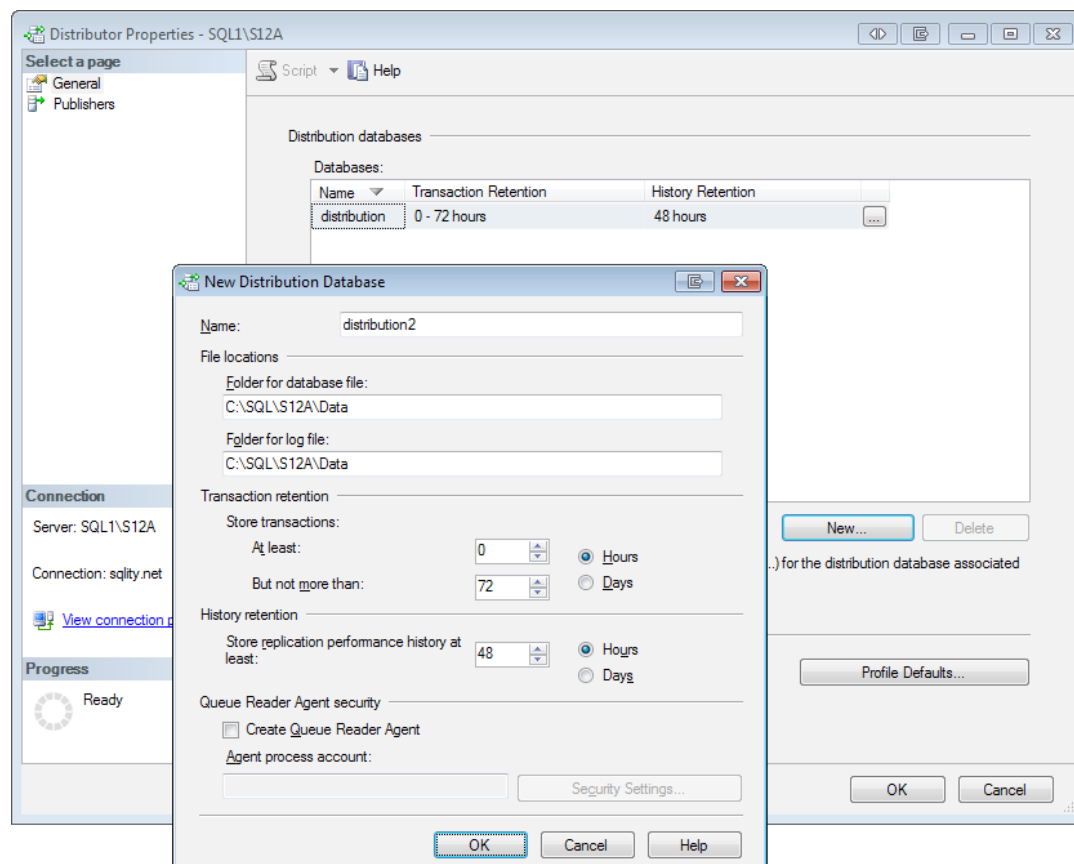 Distributor Properties - SQL1\S12A
Select a page
General
Publishers
Script
Help
Distribution databases
Databases:
Name Transaction Retention History Retention
distribution 0 - 72 hours 48 hours ...
New Distribution Database
Name: distribution2
File locations
Folder for database file:
C:\SQL\S12A\Data
Folder for log file:
C:\SQL\S12A\Data
Transaction retention
Store transactions:
At least: 0
But not more than: 72
Hours
Days
History retention
Store replication performance history at
least: 48
Hours
Days
Queue Reader Agent security
Create Queue Reader Agent
Agent process account:
Security Settings...
OK Cancel Help
Connection
Server: SQL1\S12A
Connection: sqlity.net
View connection p
Progress
Ready
New... Delete
..) for the distribution database associated
Profile Defaults...
OK Cancel